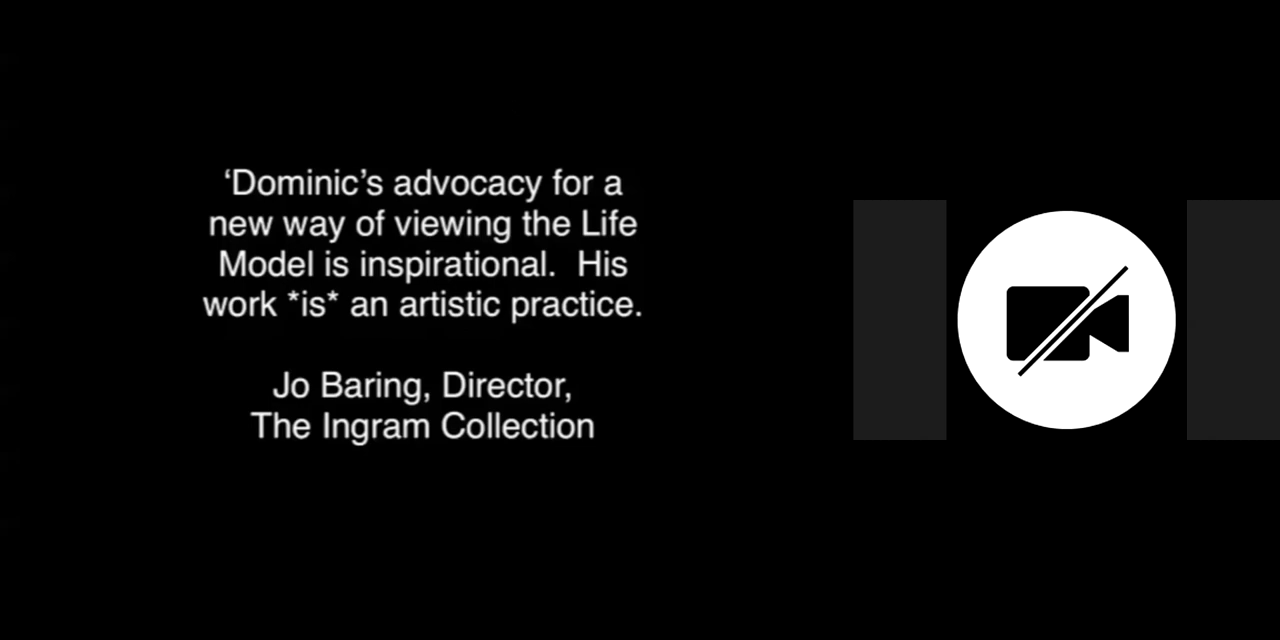 ‘Dominic’s advocacy for a
new way of viewing the Life
Model is inspirational.  His
work *is* an artistic practice.
Jo Baring, Director,
The Ingram Collection